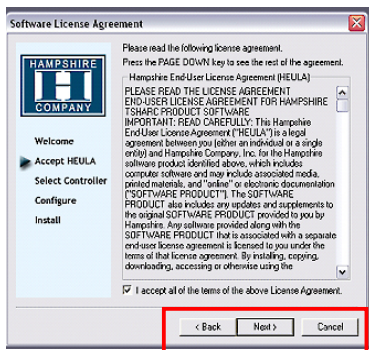 Software License Agreement
HAMPSHIRE
COMPANY
Welcome
Accept HEULA
Select Controller
Configure
Install
Please read the following license agreement.
Press the PAGE DOWN key to see the rest of the agreement.
Hampshire End-User License Agreement (HEULA)
PLEASE READ THE LICENSE AGREEMENT
END-USER LICENSE AGREEMENT FOR HAMPSHIRE
TSHARC PRODUCT SOFTWARE
IMPORTANT: READ CAREFULLY: This Hampshire
End-User License Agreement ("HEULA") is a legal
agreement between you (either an individual or a single
entity) and Hampshire Company, Inc. for the Hampshire
software product identified above, which includes
computer software and may include associated media,
printed materials, and "online" or electronic documentation
("SOFTWARE PRODUCT"). The SOFTWARE
PRODUCT also includes any updates and supplements to
the original SOFTWARE PRODUCT provided to you by
Hampshire. Any software provided along with the
SOFTWARE PRODUCT that is associated with a separate
end-user license agreement is licensed to you under the
terms of that license agreement. By installing, copying,
downloading, accessing or otherwise using the
I accept all of the terms of the above License Agreement.
< Back
Next >
Cancel